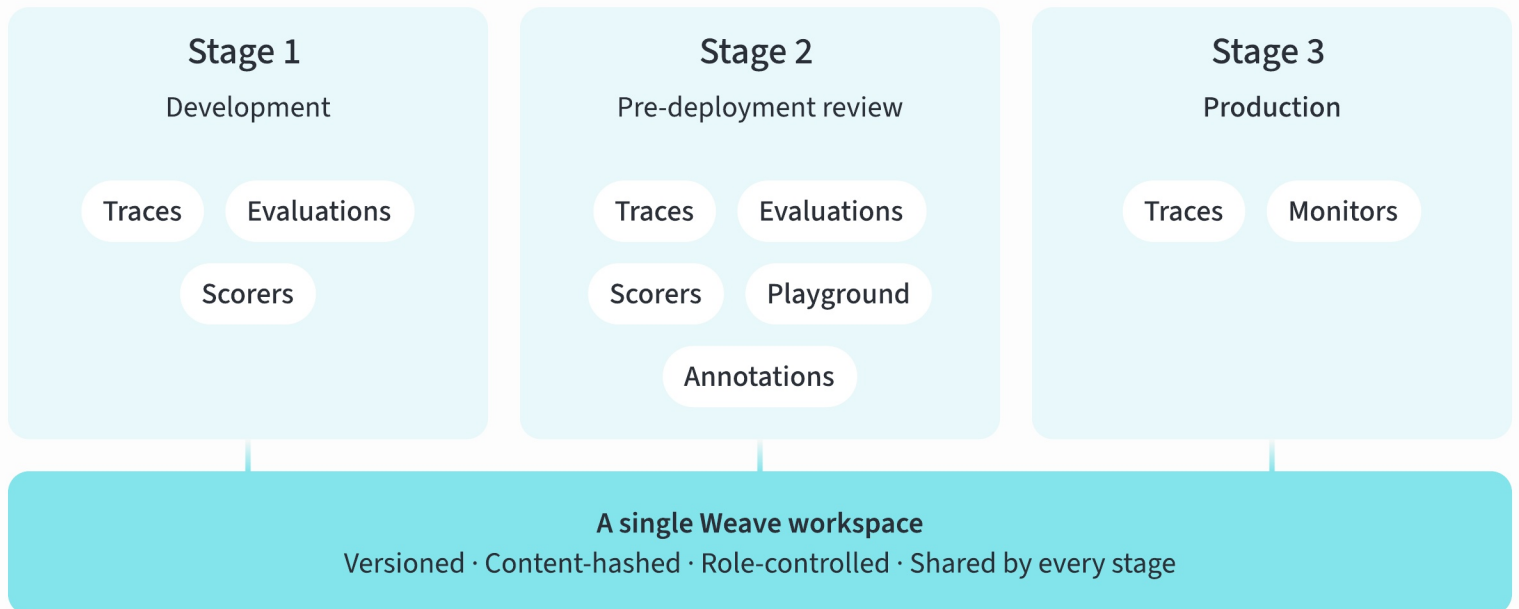 Stage 1
Development
Traces
Evaluations
Scorers
Stage 2
Pre-deployment review
Traces
Evaluations
Scorers
Playground
Annotations
Stage 3
Production
Traces
Monitors
A single Weave workspace
Versioned · Content-hashed · Role-controlled · Shared by every stage